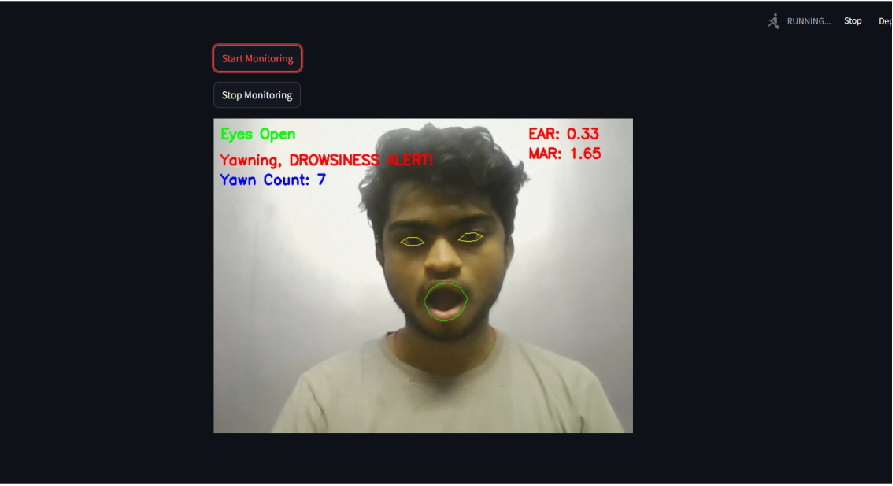 RUNNING... Stop Dep
Start Monitoring
Stop Monitoring
Eyes Open EAR: 0.33
Yawning, DROWSINESS ALERT! MAR: 1.65
Yawn Count: 7